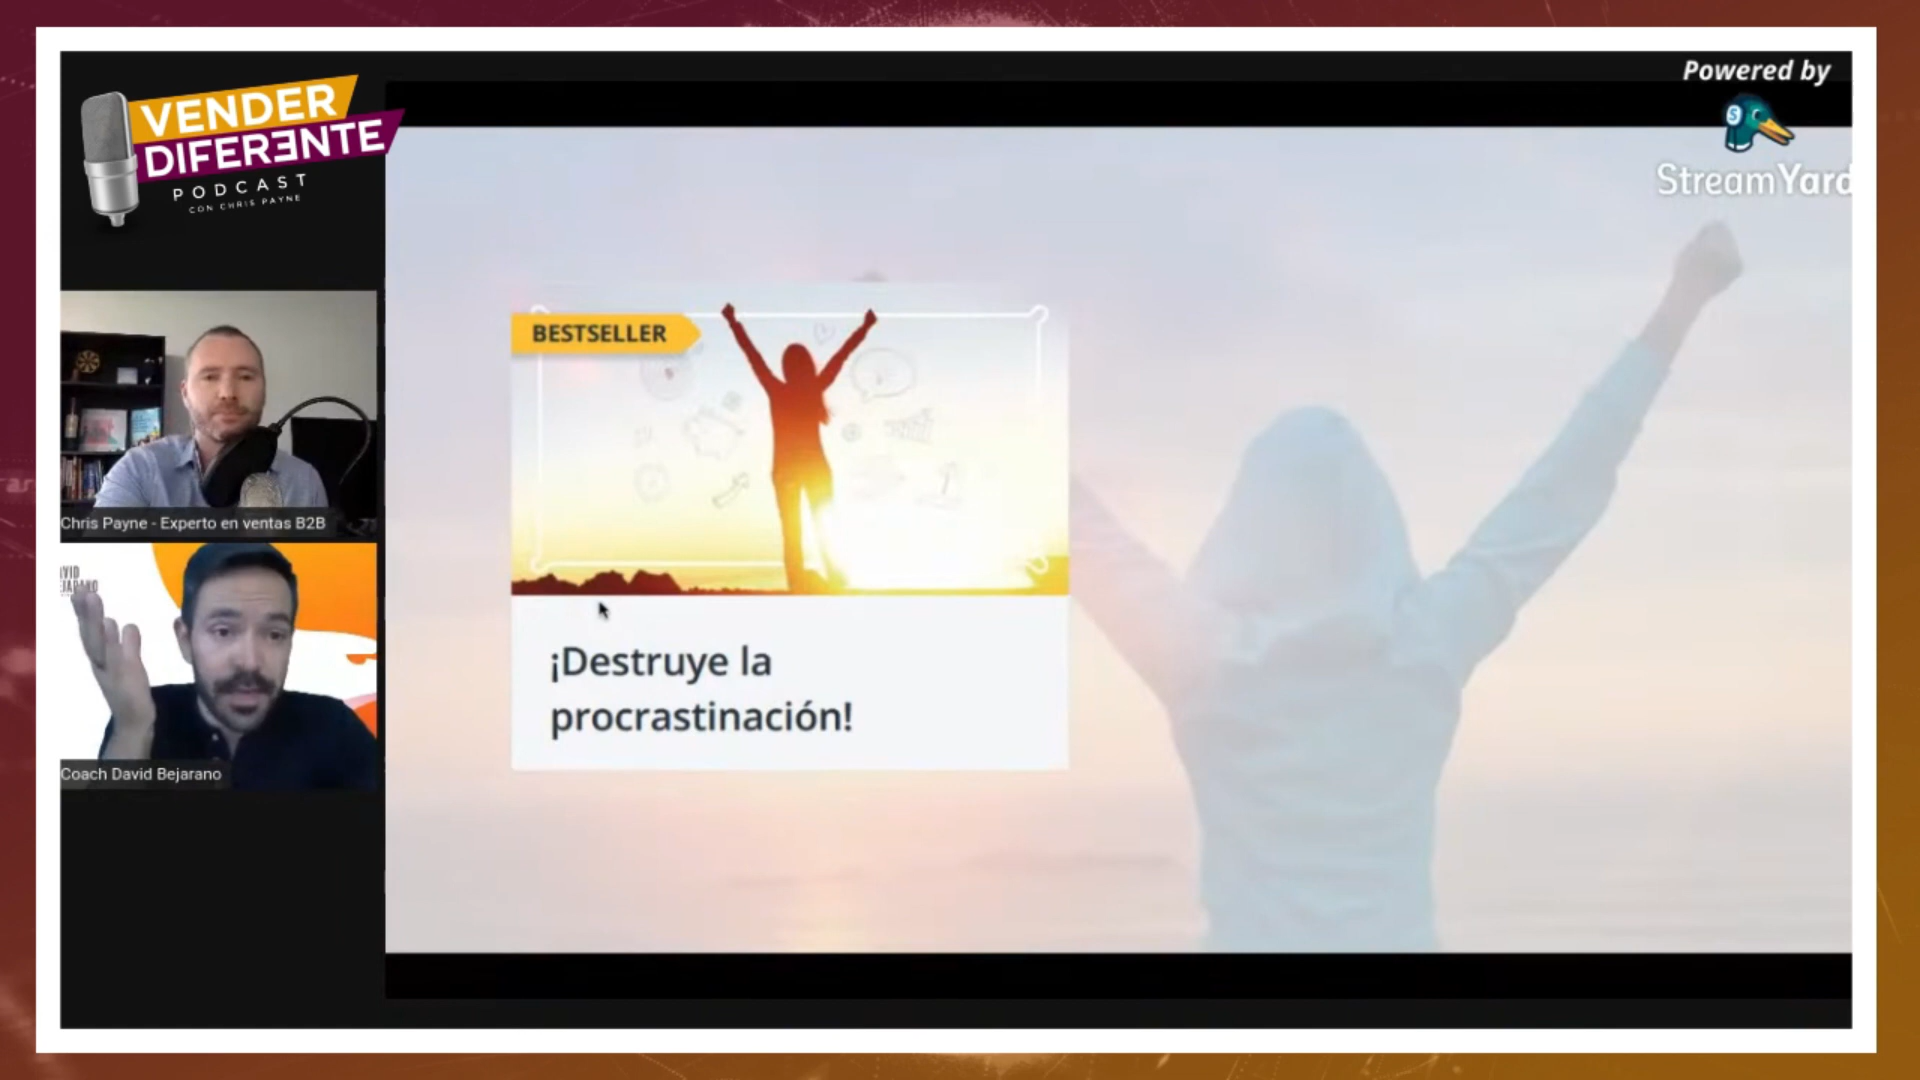 VENDER
DIFERƎNTE
PODCAST
CON CHRIS PAYNE
Powered by
StreamYard
BESTSELLER
Chris Payne - Experto en ventas B2B
Coach David Bejarano
¡Destruye la
procrastinación!